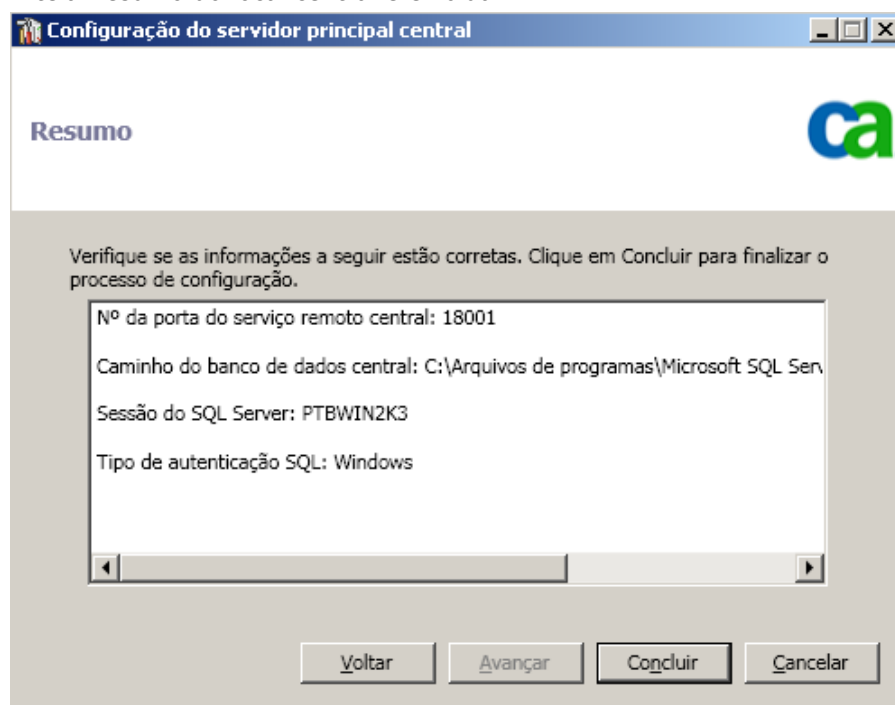 Configuração do servidor principal central
Resumo
ca
Verifique se as informações a seguir estão corretas. Clique em Concluir para finalizar o
processo de configuração.
Nº da porta do serviço remoto central: 18001
Caminho do banco de dados central: C:\Arquivos de programas\Microsoft SQL
Sessão do SQL Server: PTBWIN2K3
Tipo de autenticação SQL: Windows
Voltar
Avançar
Concluir
Cancelar